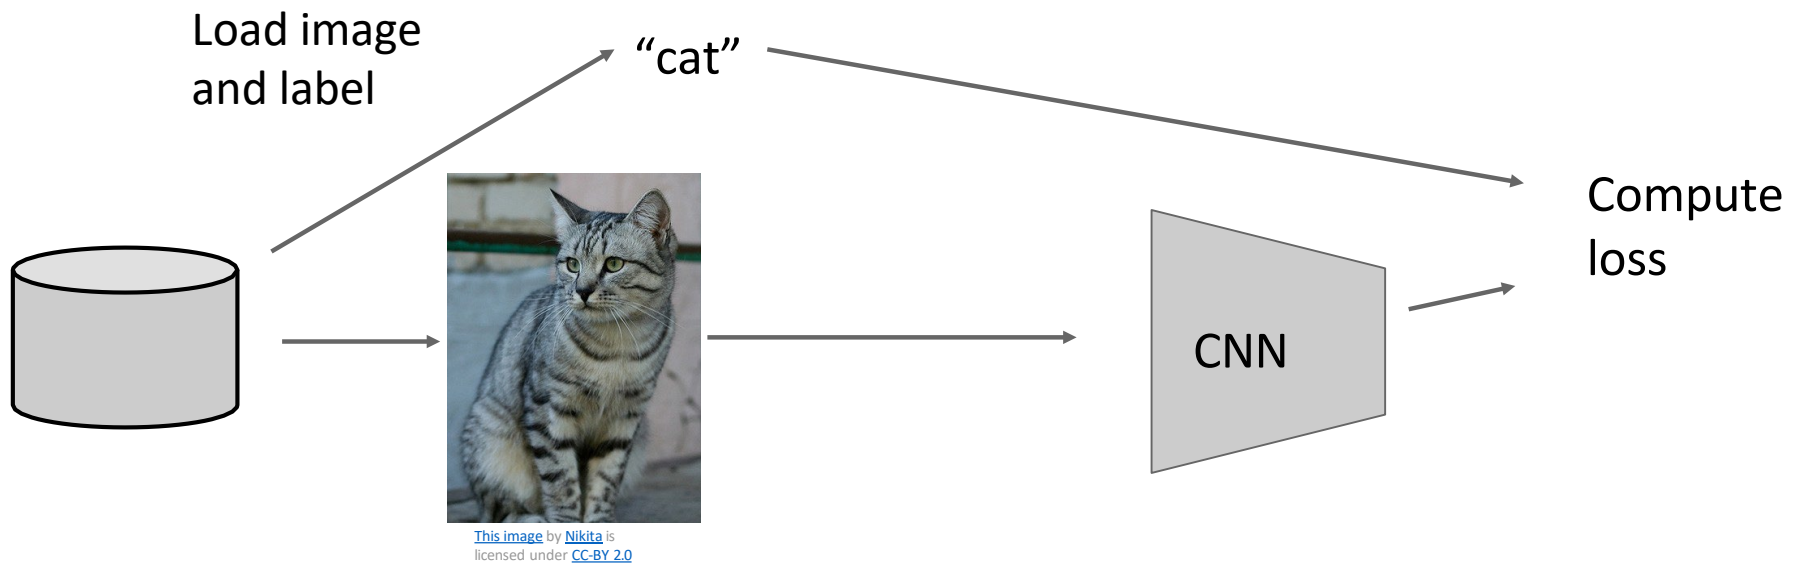 Load image
and label
“cat”
Compute
loss
CNN
This image by Nikita is
licensed under CC-BY 2.0